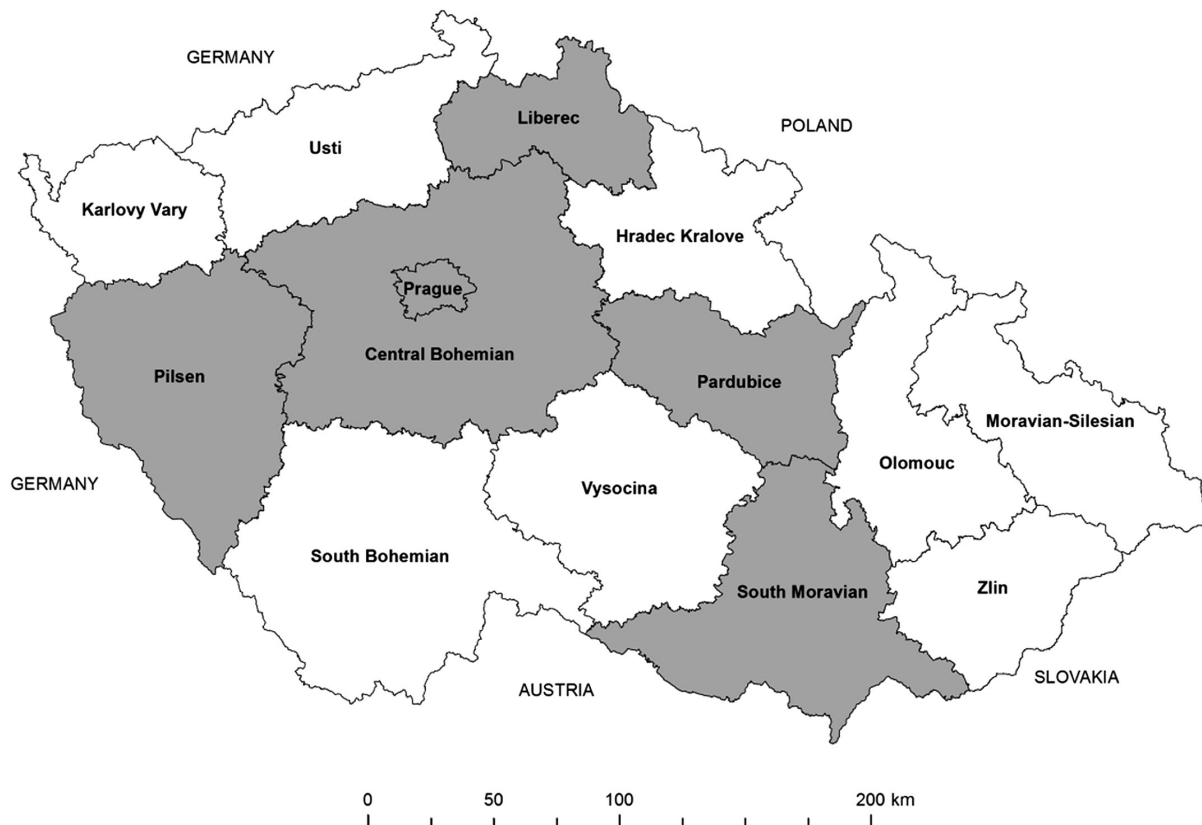 GERMANY
Liberec
POLAND
Usti
Karlovy Vary
Hradec Kralove
Prague
Central Bohemian
Pilsen
Pardubice
Moravian-Silesian
Olomouc
GERMANY
Vysocina
South Bohemian
Zlin
South Moravian
SLOVAKIA
AUSTRIA
0 50 100 200 km